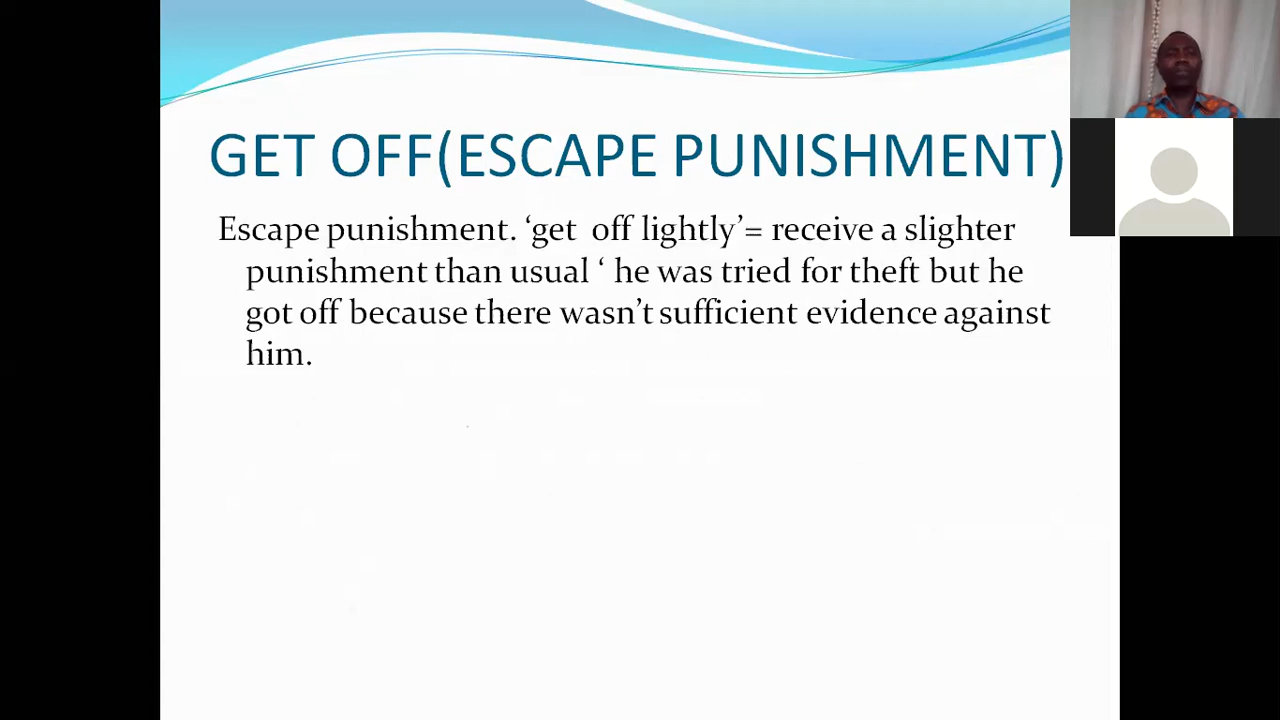 GET OFF(ESCAPE PUNISHMENT)
Escape punishment. ‘get off lightly’= receive a slighter
punishment than usual ‘ he was tried for theft but he
got off because there wasn’t sufficient evidence against
him.